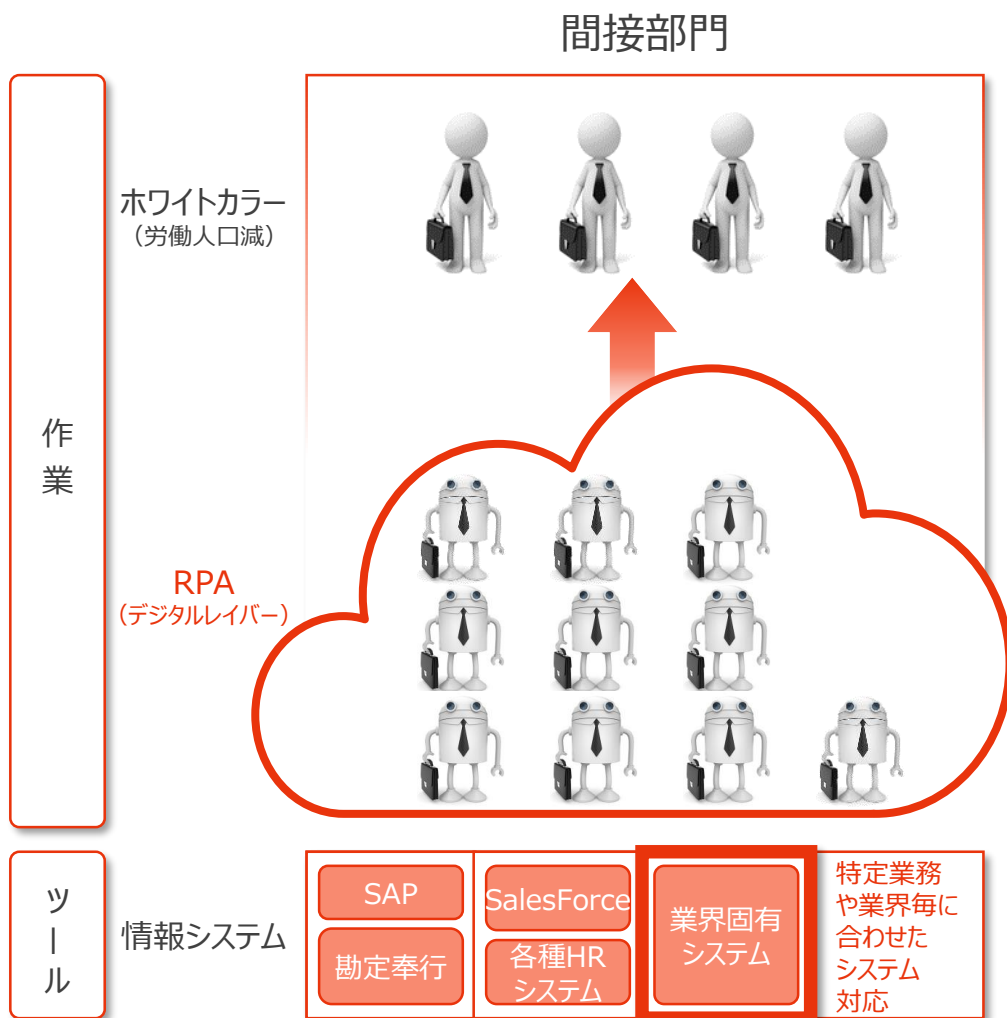 間接部門
作
業
ホワイトカラー
（労働人口減）
RPA
（デジタルレイバー）
ツ
ー
ル
情報システム
SAP
勘定奉行
SalesForce
各種HR
システム
業界固有
システム
特定業務
や業界毎に
合わせた
システム
対応